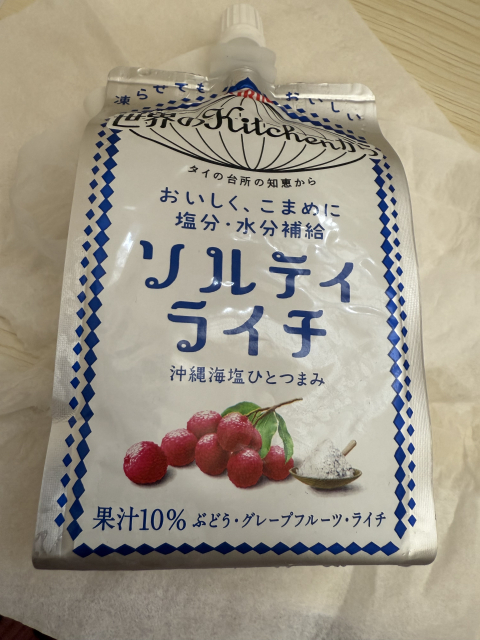 凍らせてもおいしい
世界のKitchenから
タイの台所の知恵から
おいしく、こまめに
塩分・水分補給
ソルティ
ライチ
沖縄海塩ひとつまみ
果汁10% ぶどう・グレープフルーツ・ライチ